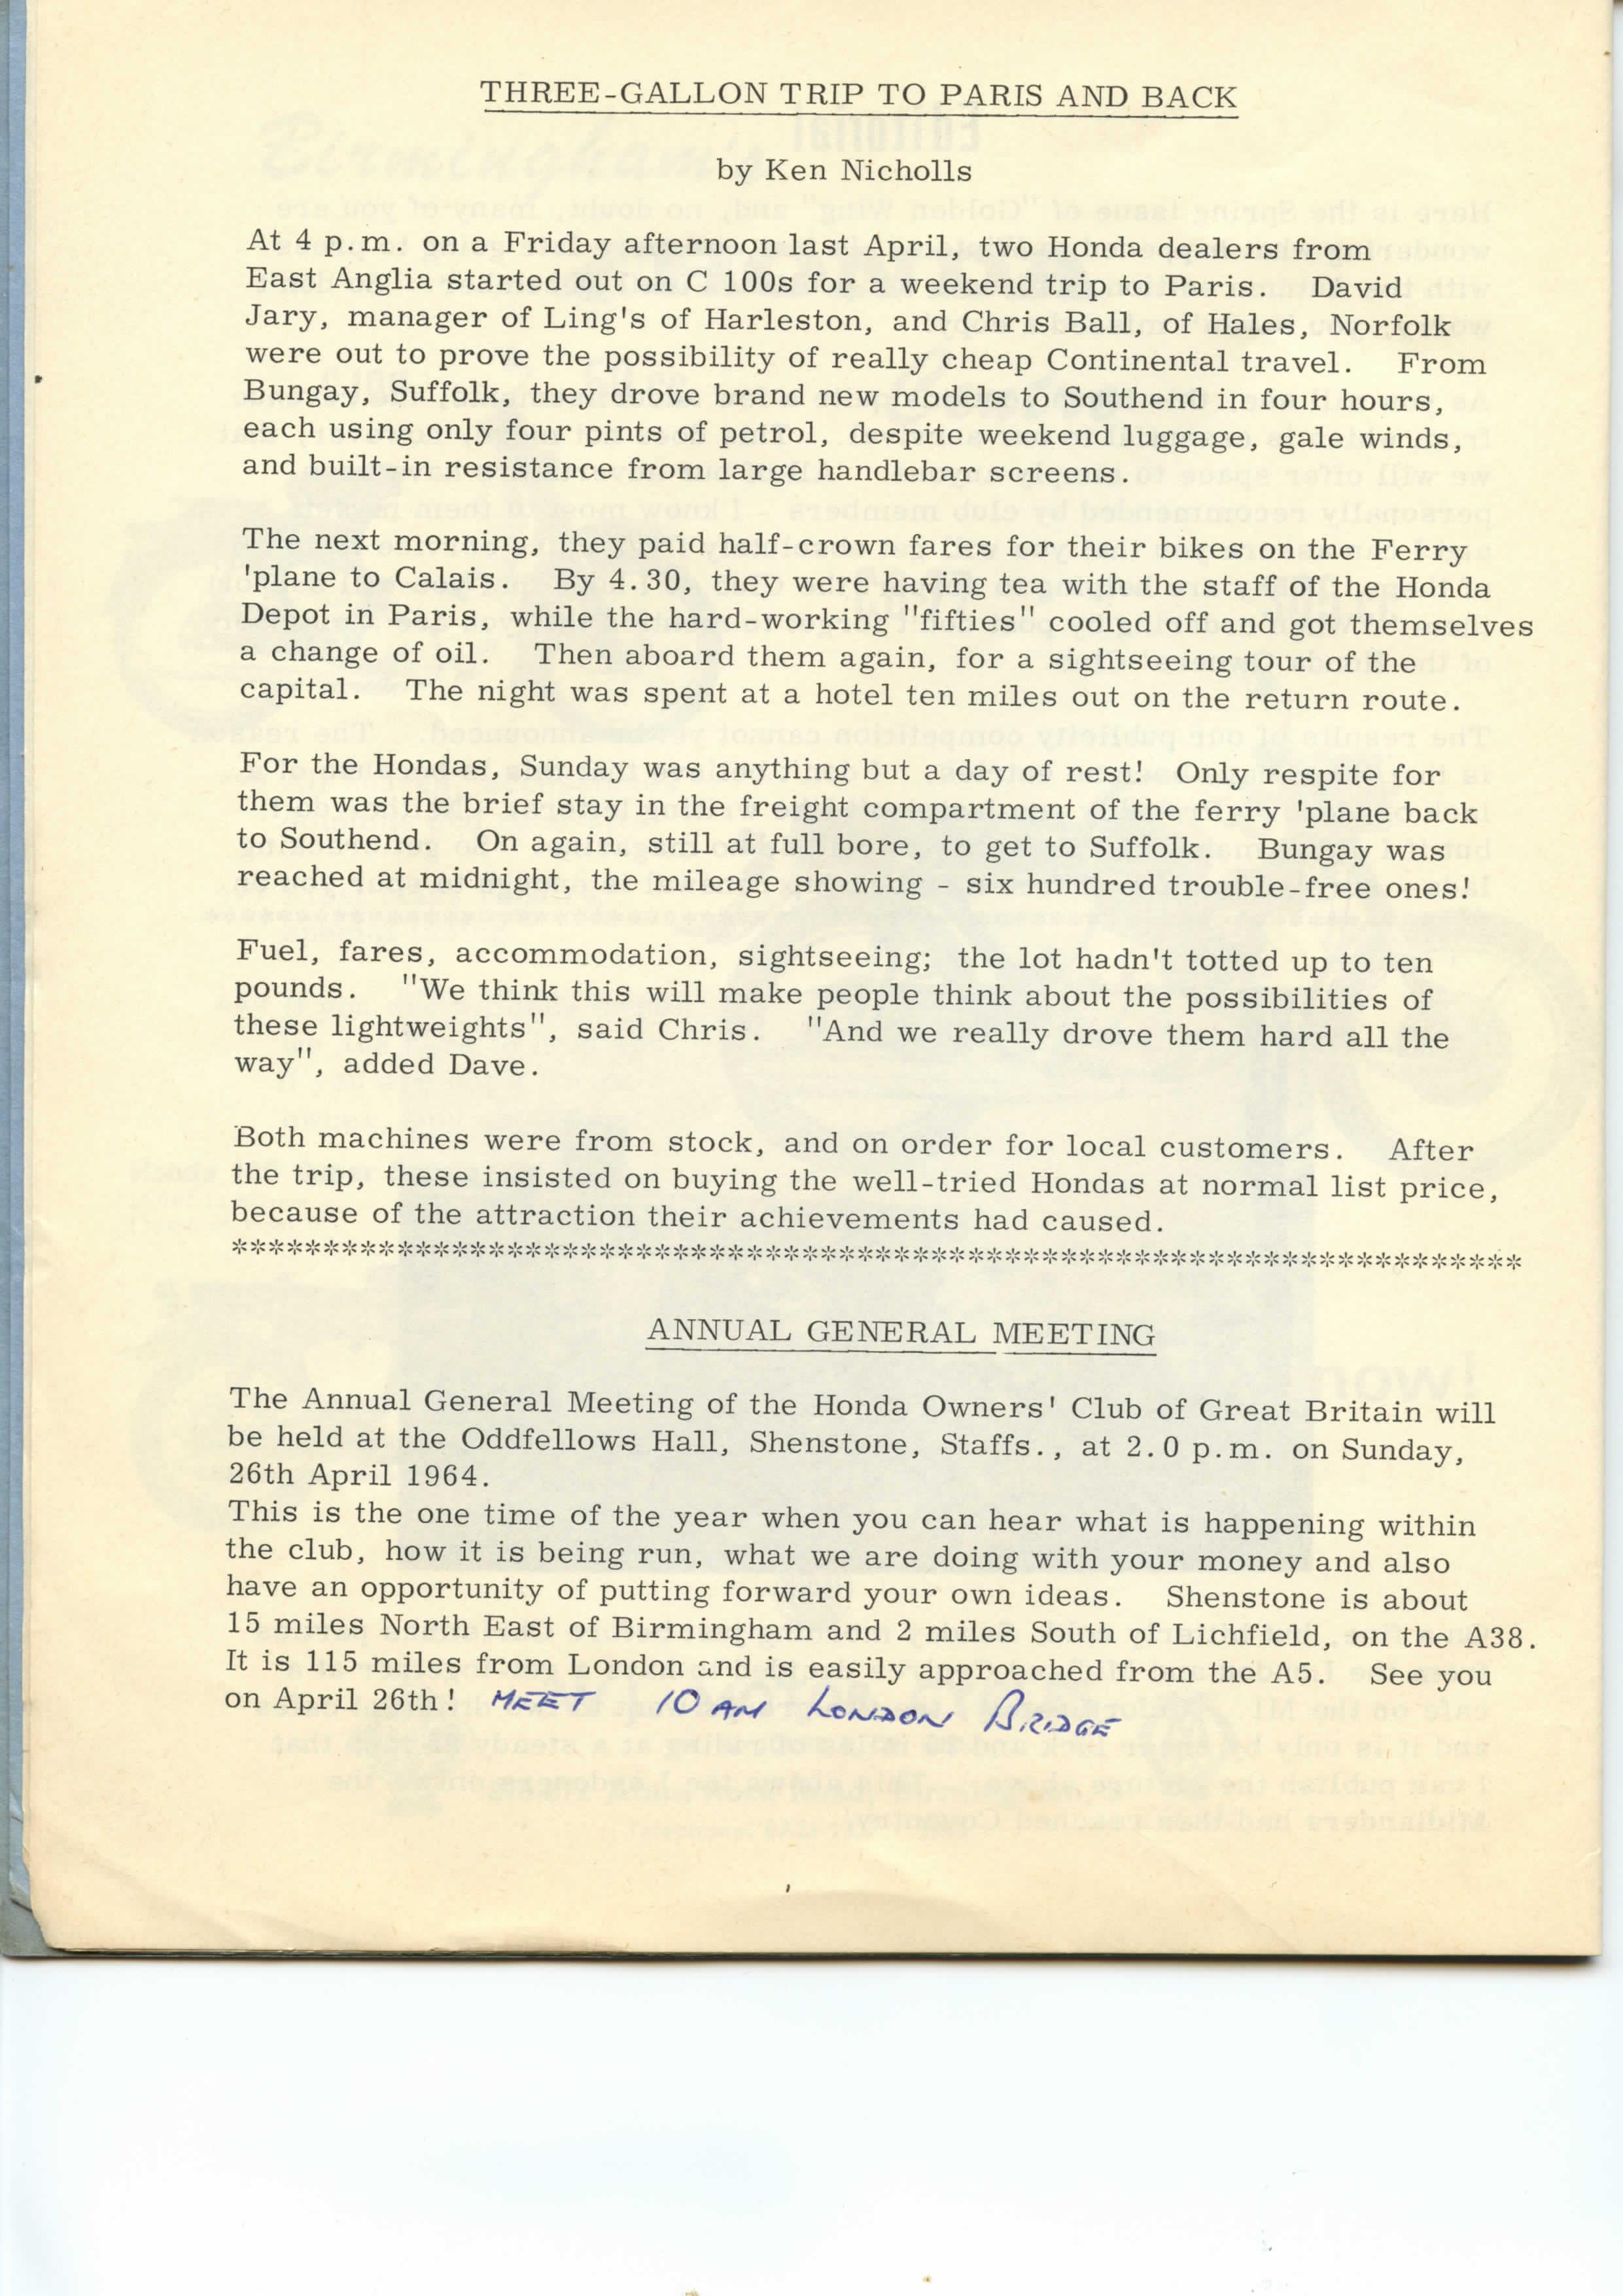 THREE-GALLON TRIP TO PARIS AND BACK
by Ken Nicholls
At 4 p.m. on a Friday afternoon last April, two Honda dealers from
East Anglia started out on C 100s for a weekend trip to Paris. David
Jary, manager of Ling's of Harleston, and Chris Ball, of Hales, Norfolk
were out to prove the possibility of really cheap Continental travel. From
Bungay, Suffolk, they drove brand new models to Southend in four hours,
each using only four pints of petrol, despite weekend luggage, gale winds,
and built-in resistance from large handlebar screens.
The next morning, they paid half-crown fares for their bikes on the Ferry
'plane to Calais. By 4.30, they were having tea with the staff of the Honda
Depot in Paris, while the hard-working "fifties" cooled off and got themselves
a change of oil. Then aboard them again, for a sightseeing tour of the
capital. The night was spent at a hotel ten miles out on the return route.
For the Hondas, Sunday was anything but a day of rest! Only respite for
them was the brief stay in the freight compartment of the ferry 'plane back
to Southend. On again, still at full bore, to get to Suffolk. Bungay was
reached at midnight, the mileage showing - six hundred trouble-free ones!
Fuel, fares, accommodation, sightseeing; the lot hadn't totted up to ten
pounds. "We think this will make people think about the possibilities of
these lightweights", said Chris. "And we really drove them hard all the
way", added Dave.
Both machines were from stock, and on order for local customers. After
the trip, these insisted on buying the well-tried Hondas at normal list price,
because of the attraction their achievements had caused.
**********************************************************************
ANNUAL GENERAL MEETING
The Annual General Meeting of the Honda Owners' Club of Great Britain will
be held at the Oddfellows Hall, Shenstone, Staffs., at 2.0 p.m. on Sunday,
26th April 1964.
This is the one time of the year when you can hear what is happening within
the club, how it is being run, what we are doing with your money and also
have an opportunity of putting forward your own ideas. Shenstone is about
15 miles North East of Birmingham and 2 miles South of Lichfield, on the A38.
It is 115 miles from London and is easily approached from the A5. See you
on April 26th! MEET 10 AM LONDON BRIDGE